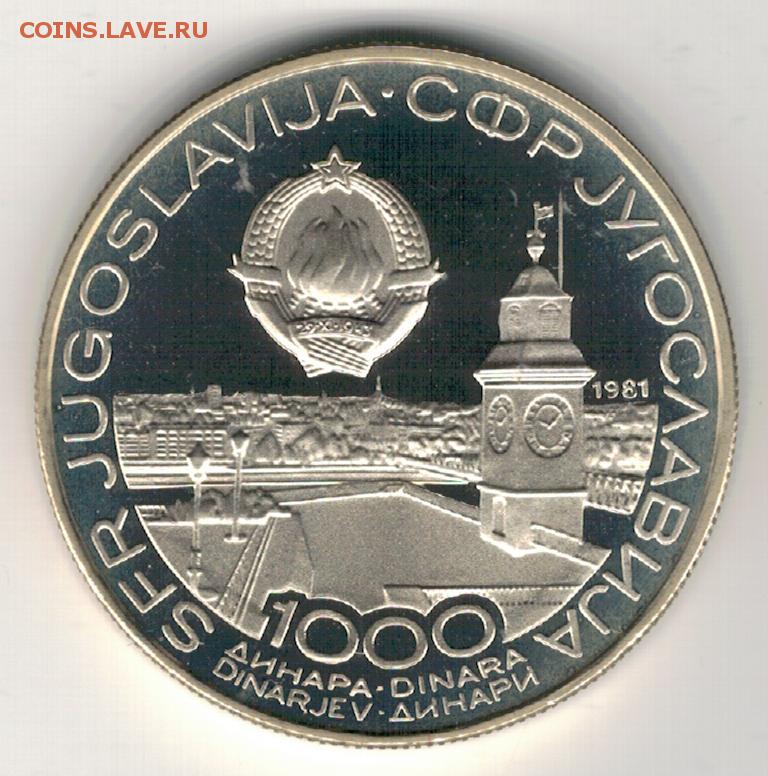 COINS.LAVE.RU
SFR JUGOSLAVIJA · СФР ЈУГОСЛАВИЈА
29·XI·1943
1981
1000
ДИНАРА · DINARA
DINARJEV · ДИНАРИ